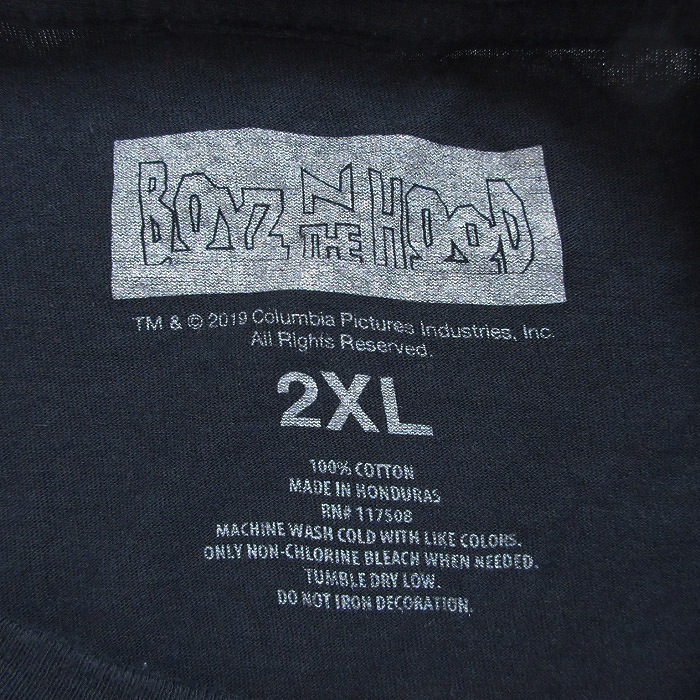 BOYZ N THE HOOD
TM & © 2019 Columbia Pictures Industries, Inc.
All Rights Reserved.
2XL
100% COTTON
MADE IN HONDURAS
RN# 117508
MACHINE WASH COLD WITH LIKE COLORS.
ONLY NON-CHLORINE BLEACH WHEN NEEDED.
TUMBLE DRY LOW.
DO NOT IRON DECORATION.